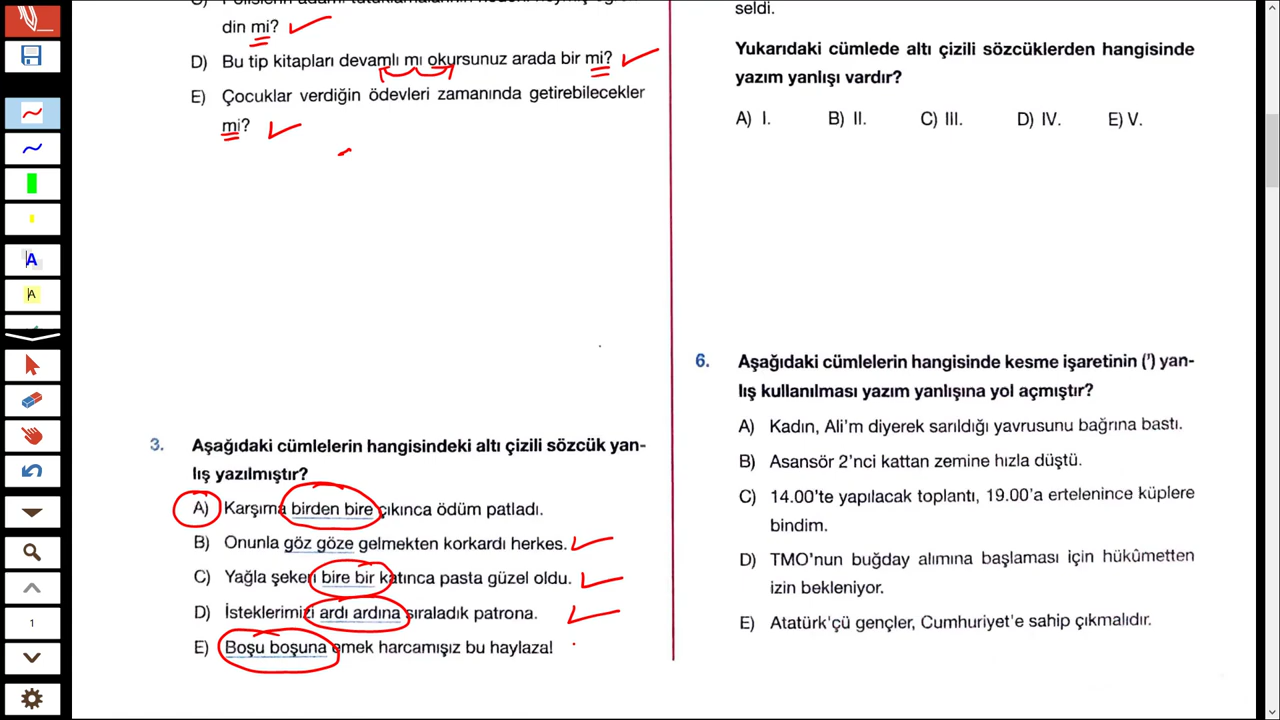 din mi?
D) Bu tip kitapları devamlı mı okursunuz arada bir mi?
E) Çocuklar verdiğin ödevleri zamanında getirebilecekler
mi?
3. Aşağıdaki cümlelerin hangisindeki altı çizili sözcük yan-
lış yazılmıştır?
A) Karşıma birden bire çıkınca ödüm patladı.
B) Onunla göz göze gelmekten korkardı herkes.
C) Yağla şekeri bire bir katınca pasta güzel oldu.
D) İsteklerimizi ardı ardına sıraladık patrona.
E) Boşu boşuna emek harcamışız bu haylaza!
seldi.
Yukarıdaki cümlede altı çizili sözcüklerden hangisinde
yazım yanlışı vardır?
A) I. B) II. C) III. D) IV. E) V.
6. Aşağıdaki cümlelerin hangisinde kesme işaretinin (') yan-
lış kullanılması yazım yanlışına yol açmıştır?
A) Kadın, Ali'm diyerek sarıldığı yavrusunu bağrına bastı.
B) Asansör 2'nci kattan zemine hızla düştü.
C) 14.00'te yapılacak toplantı, 19.00'a ertelenince küplere
bindim.
D) TMO'nun buğday alımına başlaması için hükûmetten
izin bekleniyor.
E) Atatürk'çü gençler, Cumhuriyet'e sahip çıkmalıdır.
A
A
1